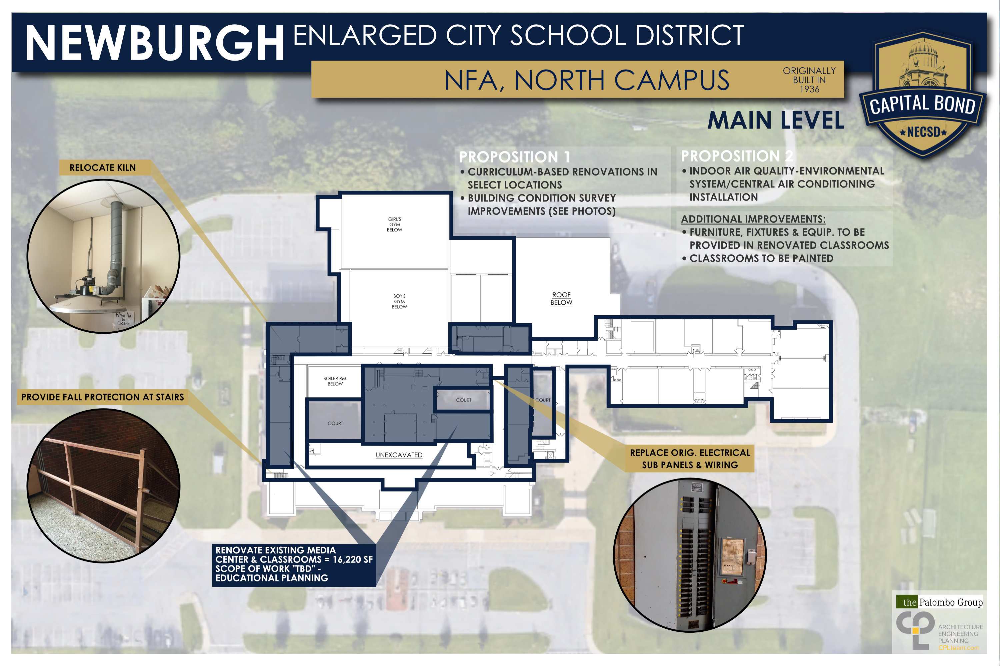 NEWBURGH ENLARGED CITY SCHOOL DISTRICT
NFA, NORTH CAMPUS
ORIGINALLY
BUILT IN
1936
MAIN LEVEL
CAPITAL BOND
★NECSD★
PROPOSITION 1
• CURRICULUM-BASED RENOVATIONS IN
SELECT LOCATIONS
• BUILDING CONDITION SURVEY
IMPROVEMENTS (SEE PHOTOS)
PROPOSITION 2
• INDOOR AIR QUALITY-ENVIRONMENTAL
SYSTEM/CENTRAL AIR CONDITIONING
INSTALLATION
ADDITIONAL IMPROVEMENTS:
• FURNITURE, FIXTURES & EQUIP. TO BE
PROVIDED IN RENOVATED CLASSROOMS
• CLASSROOMS TO BE PAINTED
RELOCATE KILN
When lid
is
Closed
GIRL'S
GYM
BELOW
BOY'S
GYM
BELOW
ROOF
BELOW
BOILER RM.
BELOW
COURT
COURT
COURT
UNEXCAVATED
PROVIDE FALL PROTECTION AT STAIRS
REPLACE ORIG. ELECTRICAL
SUB PANELS & WIRING
RENOVATE EXISTING MEDIA
CENTER & CLASSROOMS = 16,220 SF
SCOPE OF WORK "TBD" -
EDUCATIONAL PLANNING
the Palombo Group
CPL
ARCHITECTURE
ENGINEERING
PLANNING
CPLteam.com